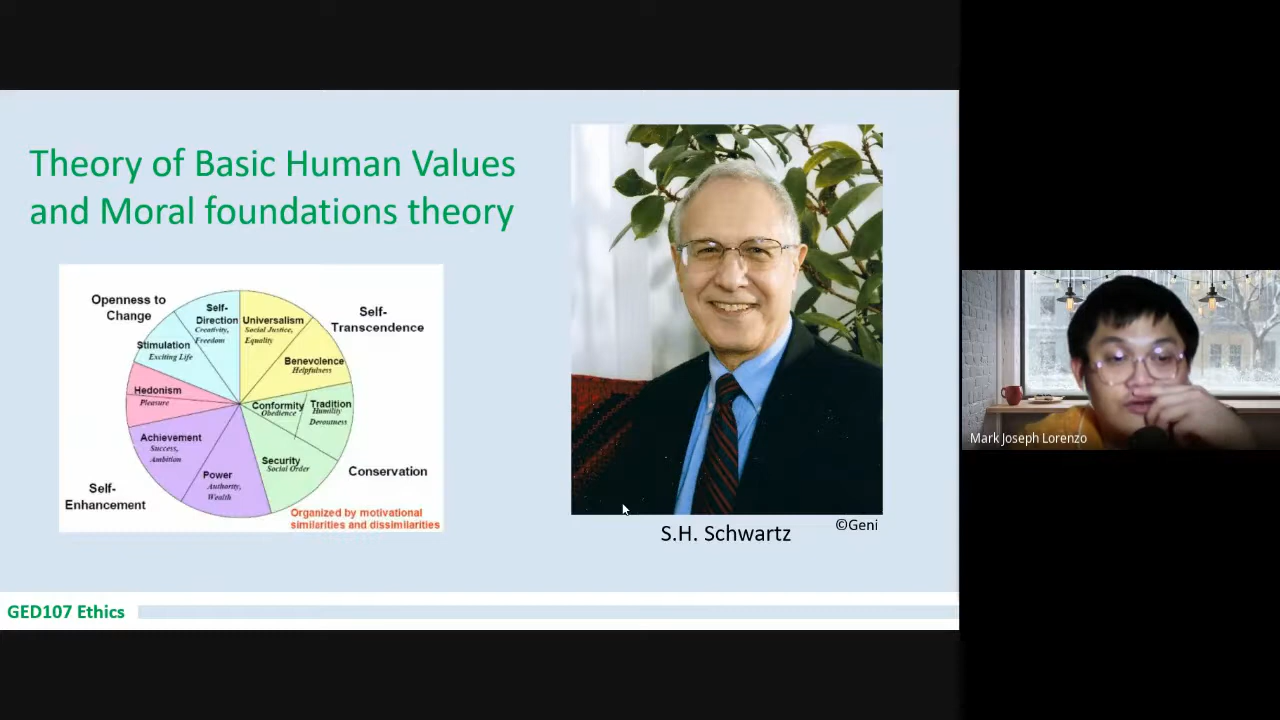 Theory of Basic Human Values
and Moral foundations theory
Openness to
Change
Self-
Direction
Creativity,
Freedom
Universalism
Social Justice,
Equality
Self-
Transcendence
Stimulation
Exciting Life
Benevolence
Helpfulness
Hedonism
Pleasure
Conformity
Obedience
Tradition
Humility
Devoutness
Achievement
Success,
Ambition
Security
Social Order
Power
Authority,
Wealth
Conservation
Self-
Enhancement
Organized by motivational
similarities and dissimilarities
S.H. Schwartz
©Geni
GED107 Ethics
Mark Joseph Lorenzo